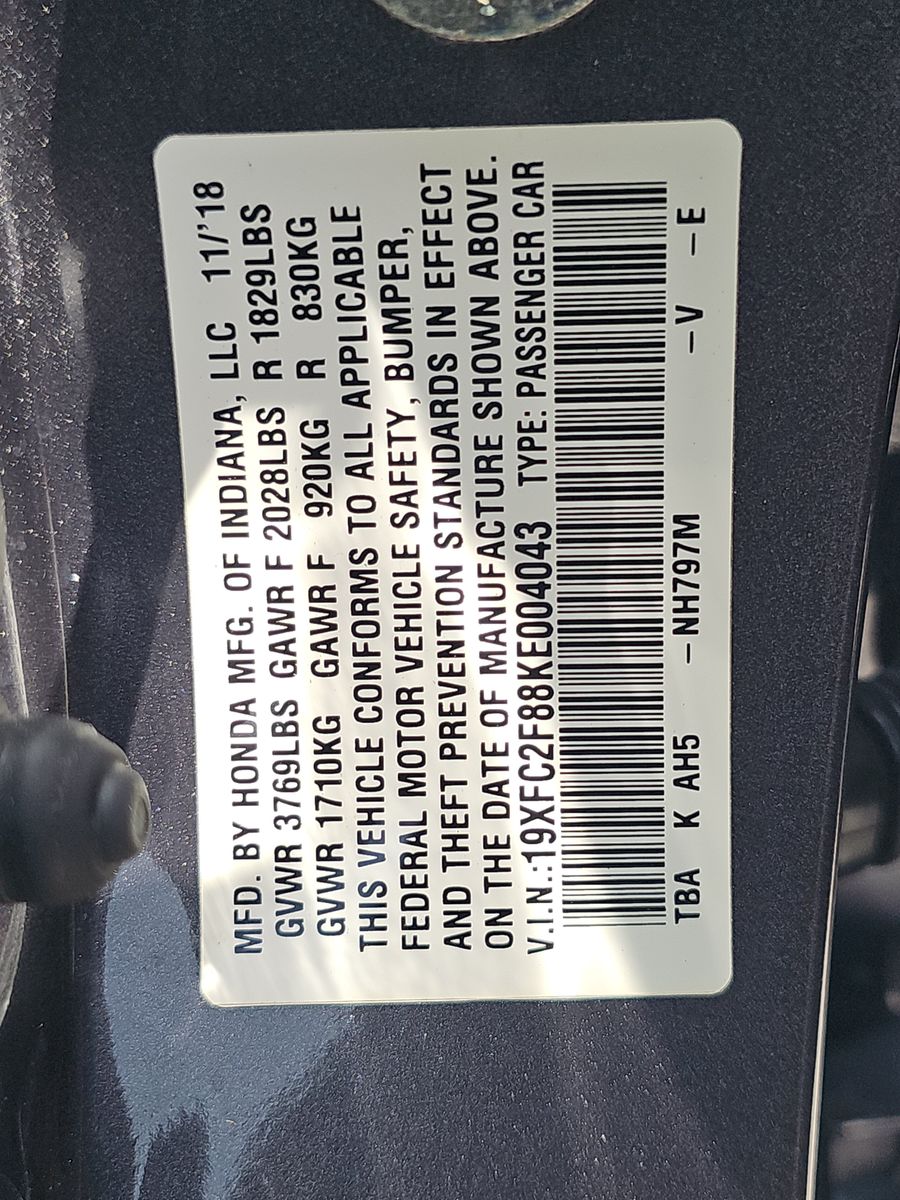 MFD. BY HONDA MFG. OF INDIANA, LLC 11/'18
GVWR 3769LBS GAWR F 2028LBS R 1829LBS
GVWR 1710KG GAWR F 920KG R 830KG
THIS VEHICLE CONFORMS TO ALL APPLICABLE
FEDERAL MOTOR VEHICLE SAFETY, BUMPER,
AND THEFT PREVENTION STANDARDS IN EFFECT
ON THE DATE OF MANUFACTURE SHOWN ABOVE.
V.I.N.:19XFC2F88KE004043 TYPE: PASSENGER CAR
TBA K AH5 -NH797M -V -E